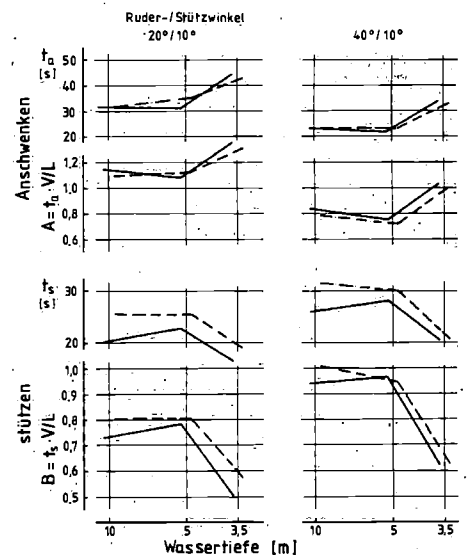 Ruder-/Stützwinkel
20°/10°
40°/10°
Anschwenken
tₐ
[s]
50
40
30
20
A = tₐ · V/L
1,2
1,0
0,8
0,6
stützen
tₛ
[s]
30
20
B = tₛ · V/L
1,0
0,9
0,8
0,7
0,6
0,5
10
5
3,5
10
5
3,5
Wassertiefe [m]